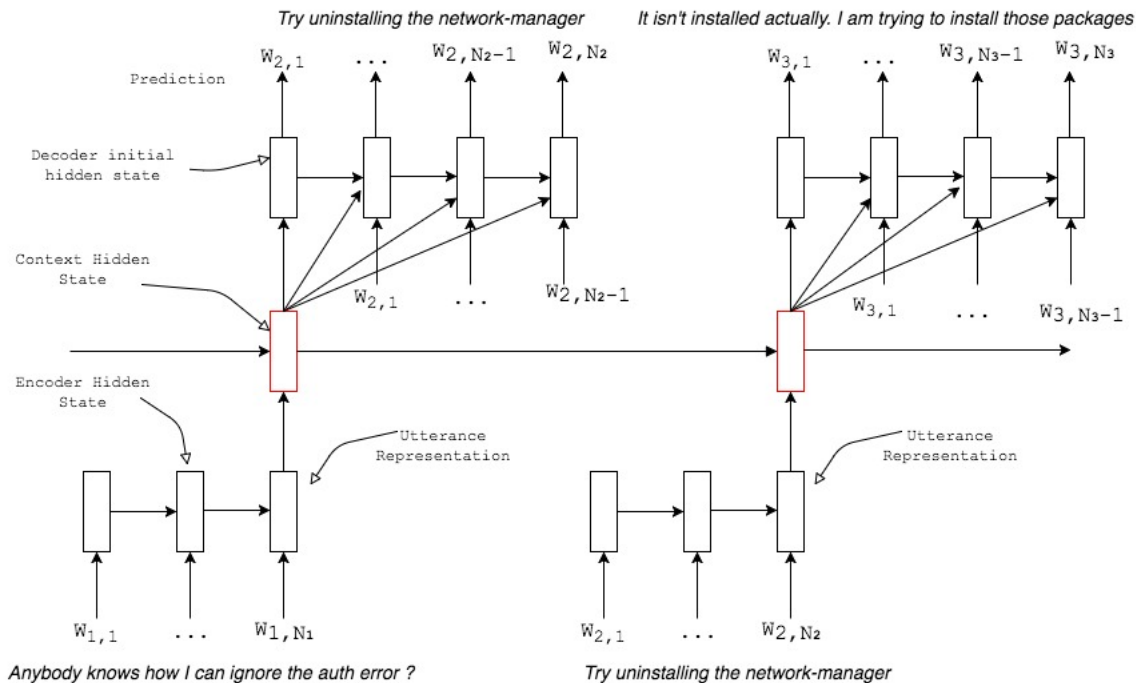 Try uninstalling the network-manager
It isn't installed actually. I am trying to install those packages
W2,1 ... W2,N2-1 W2,N2
W3,1 ... W3,N3-1 W3,N3
Prediction
Decoder initial
hidden state
Context Hidden
State
W2,1 ... W2,N2-1
W3,1 ... W3,N3-1
Encoder Hidden
State
Utterance
Representation
Utterance
Representation
W1,1 ... W1,N1
W2,1 ... W2,N2
Anybody knows how I can ignore the auth error ?
Try uninstalling the network-manager